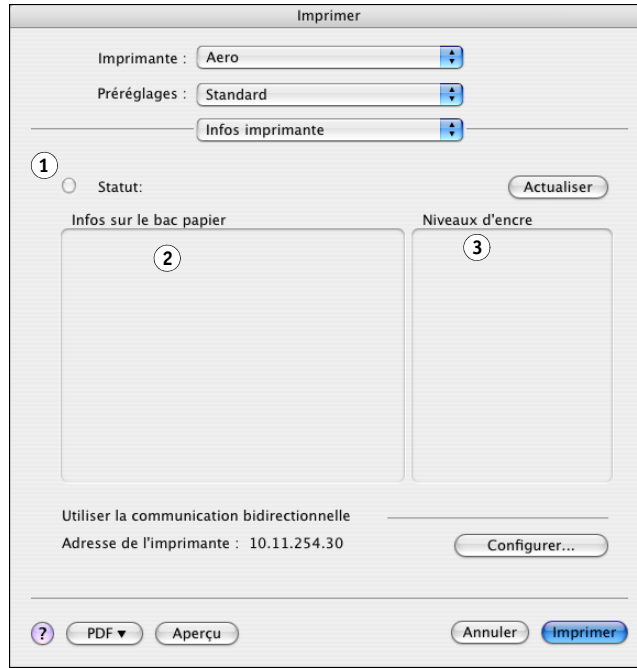 Imprimer
Imprimante : Aero
Préréglages : Standard
Infos imprimante
1
Statut: Actualiser
Infos sur le bac papier Niveaux d'encre
2 3
Utiliser la communication bidirectionnelle
Adresse de l'imprimante : 10.11.254.30 Configurer...
? PDF ▼ Aperçu Annuler Imprimer